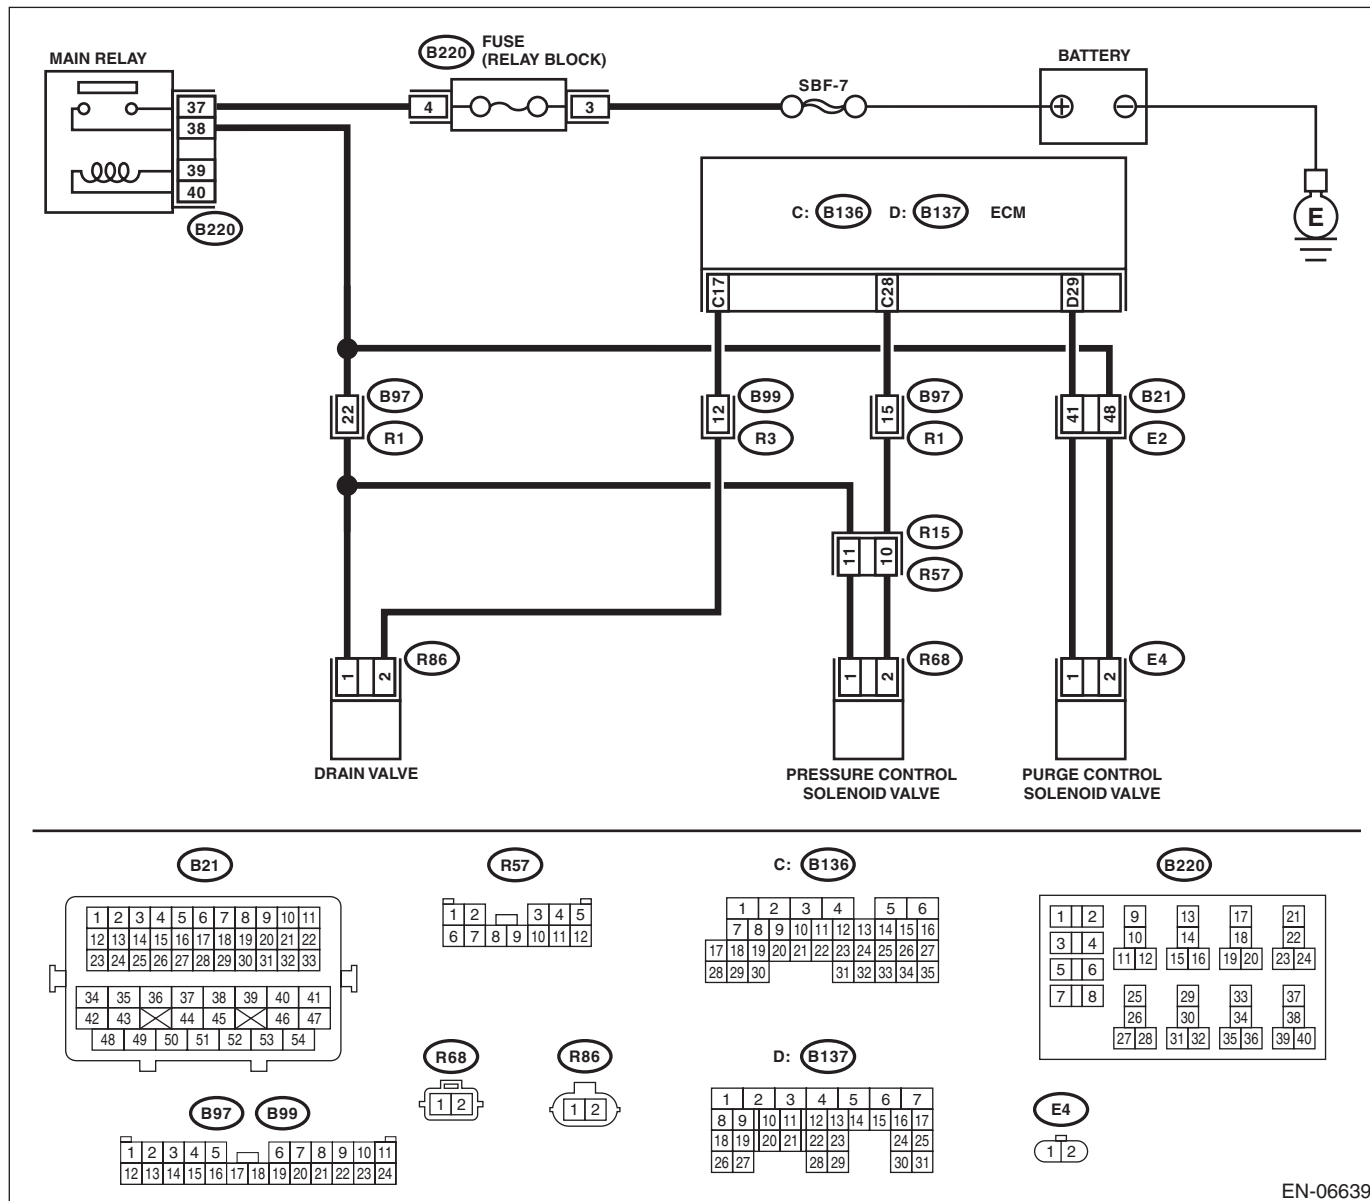 MAIN RELAY
B220
FUSE
(RELAY BLOCK)
BATTERY
SBF-7
37
38
39
40
4
3
B220
E
C: B136 D: B137 ECM
C17
C28
D29
22
B97
R1
12
B99
R3
15
B97
R1
41
48
B21
E2
11
10
R15
R57
1
2
R86
1
2
R68
1
2
E4
DRAIN VALVE
PRESSURE CONTROL
SOLENOID VALVE
PURGE CONTROL
SOLENOID VALVE
B21
1 2 3 4 5 6 7 8 9 10 11
12 13 14 15 16 17 18 19 20 21 22
23 24 25 26 27 28 29 30 31 32 33
34 35 36 37 38 39 40 41
42 43 44 45 46 47
48 49 50 51 52 53 54
R57
1 2 3 4 5
6 7 8 9 10 11 12
C: B136
1 2 3 4 5 6
7 8 9 10 11 12 13 14 15 16
17 18 19 20 21 22 23 24 25 26 27
28 29 30 31 32 33 34 35
B220
1 2
3 4
5 6
7 8
9 13 17 21
10 14 18 22
11 12 15 16 19 20 23 24
25 29 33 37
26 30 34 38
27 28 31 32 35 36 39 40
R68
1 2
R86
1 2
D: B137
1 2 3 4 5 6 7
8 9 10 11 12 13 14 15 16 17
18 19 20 21 22 23 24 25
26 27 28 29 30 31
E4
1 2
B97 B99
1 2 3 4 5 6 7 8 9 10 11
12 13 14 15 16 17 18 19 20 21 22 23 24
EN-06639